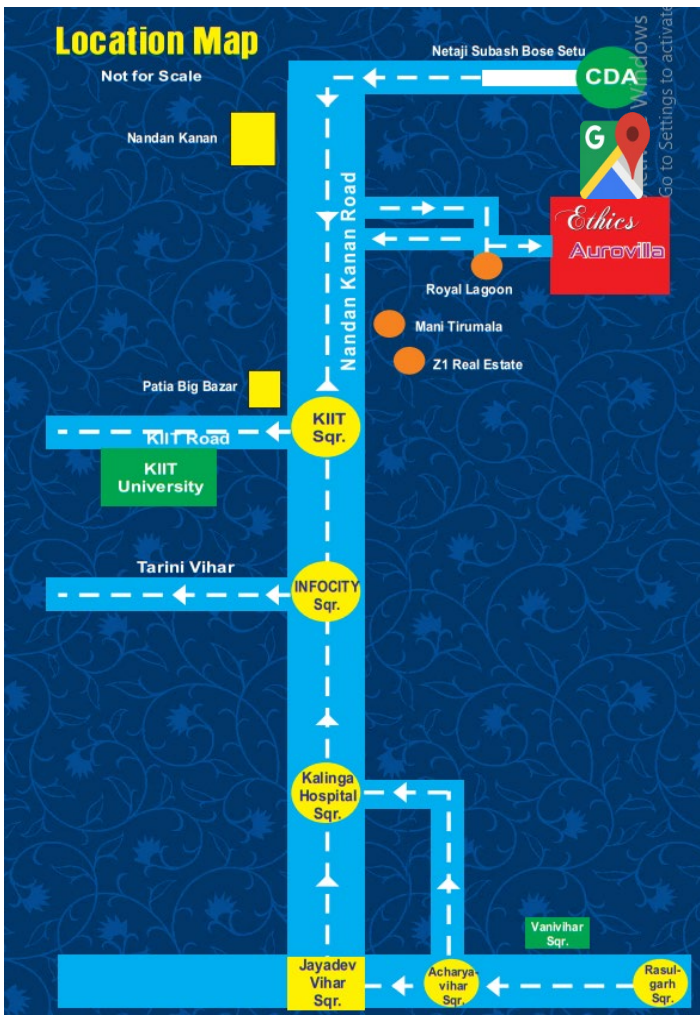 Location Map
Not for Scale
Netaji Subash Bose Setu
CDA
Windows
Go to Settings to activate
Nandan Kanan
G
Nandan Kanan Road
Ethics
Aurovilla
Royal Lagoon
Mani Tirumala
Z1 Real Estate
Patia Big Bazar
KIIT
Sqr.
KIIT Road
KIIT
University
Tarini Vihar
INFOCITY
Sqr.
Kalinga
Hospital
Sqr.
Vanivihar
Sqr.
Jayadev
Vihar
Sqr.
Acharya-
vihar
Sqr.
Rasul-
garh
Sqr.